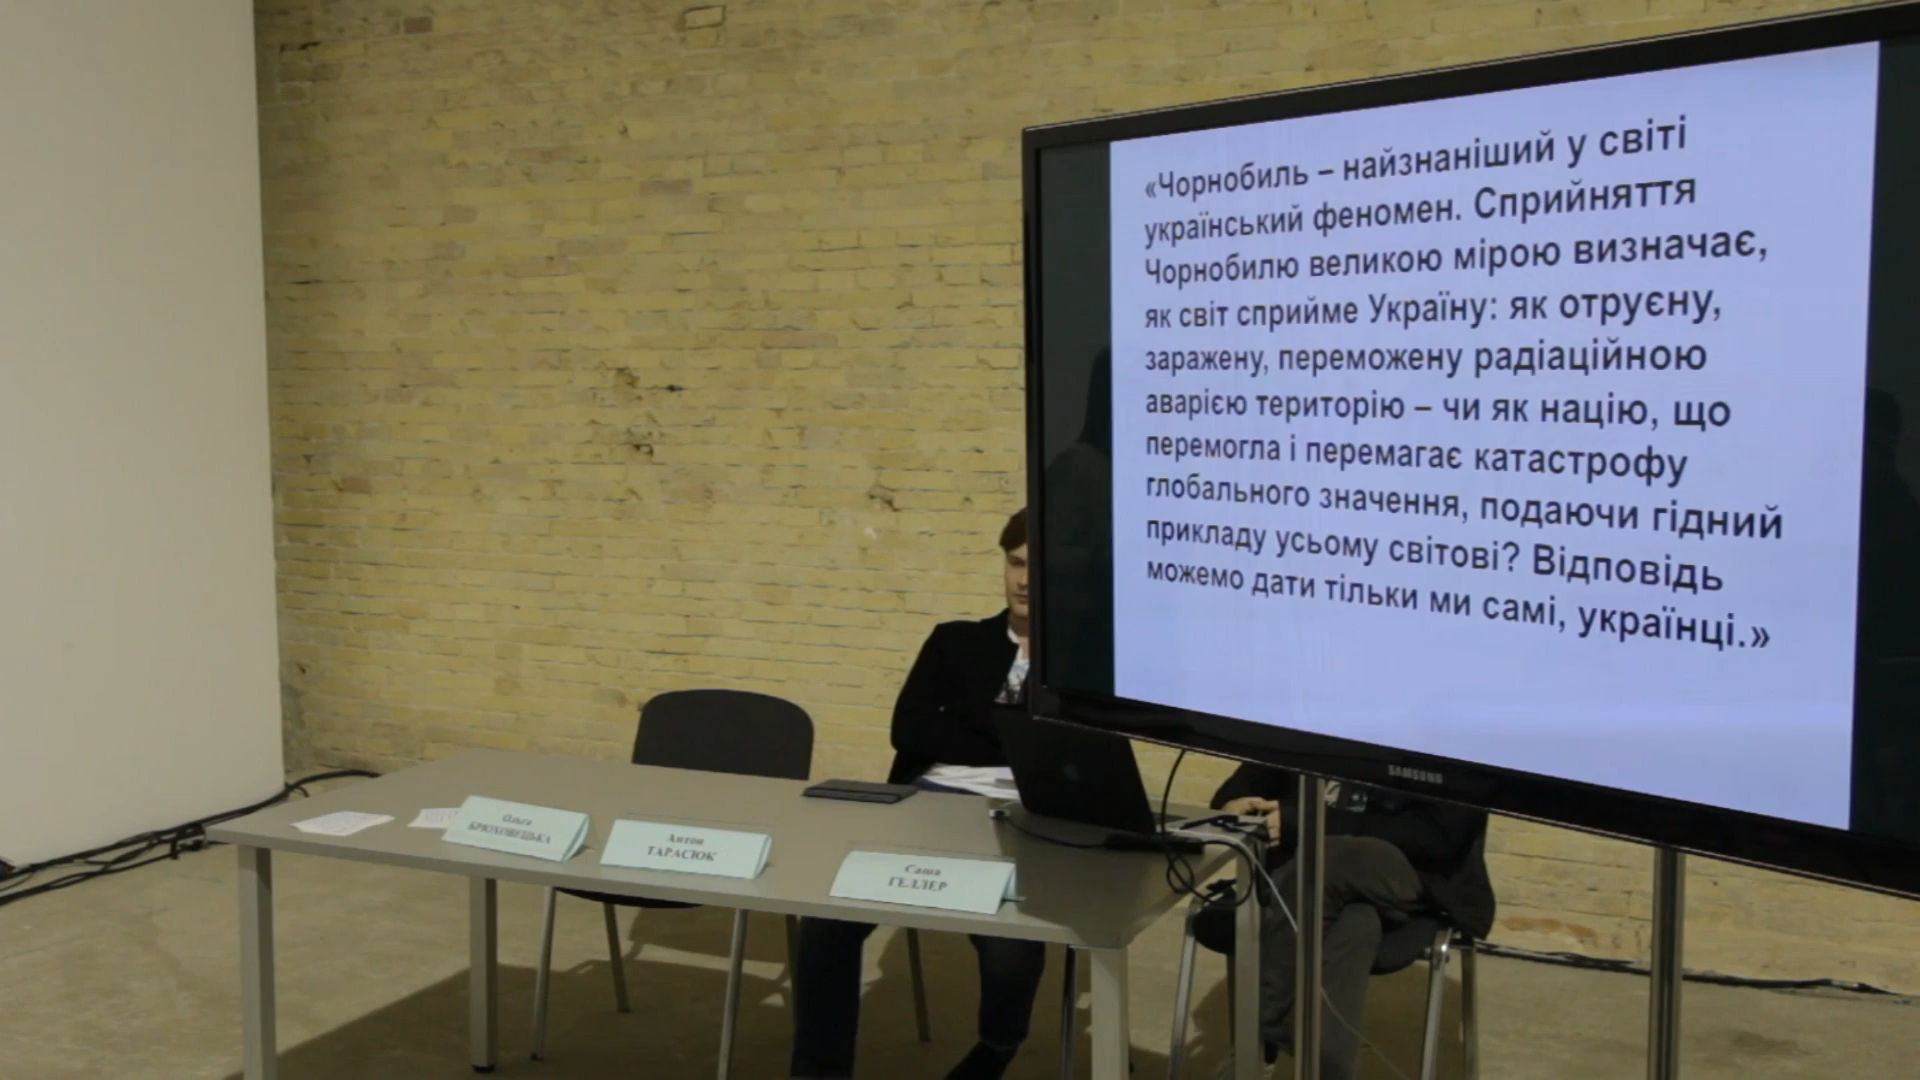 «Чорнобиль – найзнаніший у світі
український феномен. Сприйняття
Чорнобилю великою мірою визначає,
як світ сприйме Україну: як отруєну,
заражену, переможену радіаційною
аварією територію – чи як націю, що
перемогла і перемагає катастрофу
глобального значення, подаючи гідний
прикладу усьому світові? Відповідь
можемо дати тільки ми самі, українці.»
SAMSUNG
Ольга
БРЮХОВЕЦЬКА
Антон
ТАРАСЮК
Саша
ГЕЛЛЕР